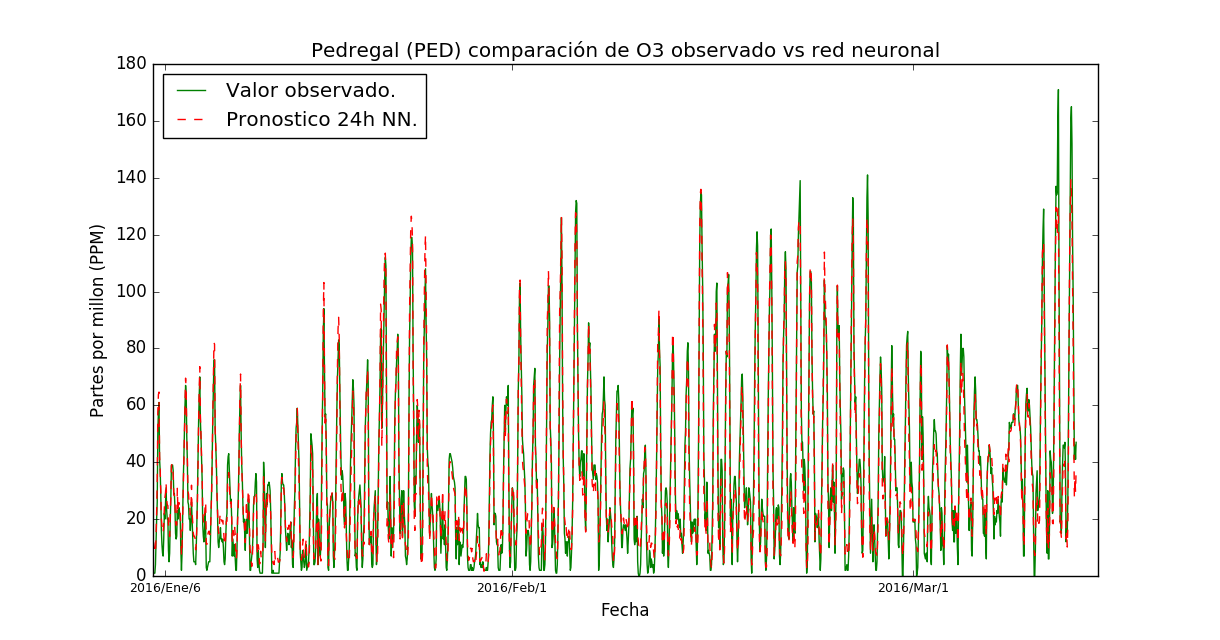 Pedregal (PED) comparación de O3 observado vs red neuronal
Valor observado.
Pronostico 24h NN.
Partes por millon (PPM)
180
160
140
120
100
80
60
40
20
0
2016/Ene/6
2016/Feb/1
2016/Mar/1
Fecha